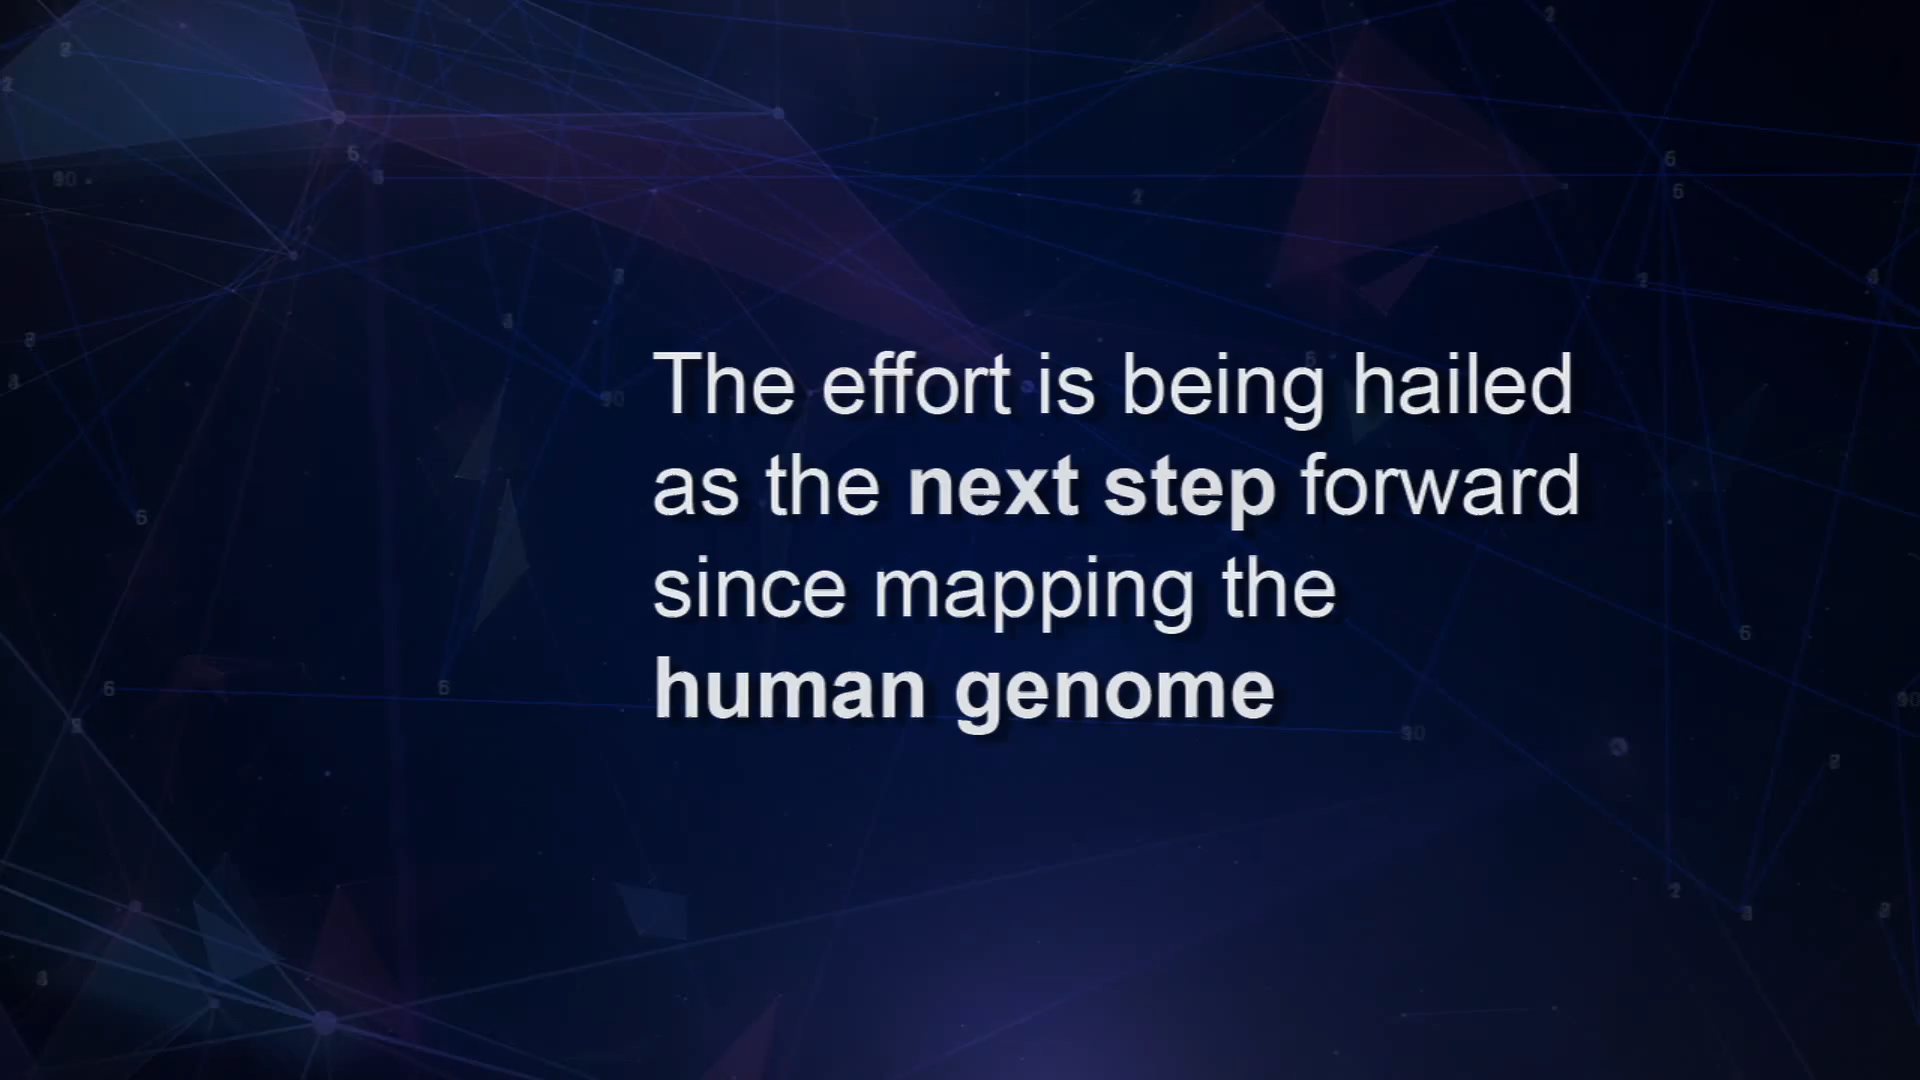 The effort is being hailed
as the next step forward
since mapping the
human genome